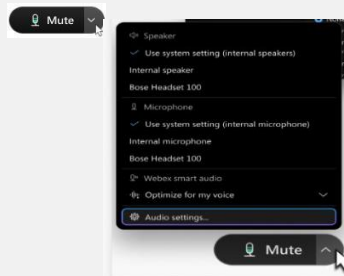 Mute
Speaker
Use system setting (internal speakers)
Internal speaker
Bose Headset 100
Microphone
Use system setting (internal microphone)
Internal microphone
Bose Headset 100
Webex smart audio
Optimize for my voice
Audio settings...
Mute